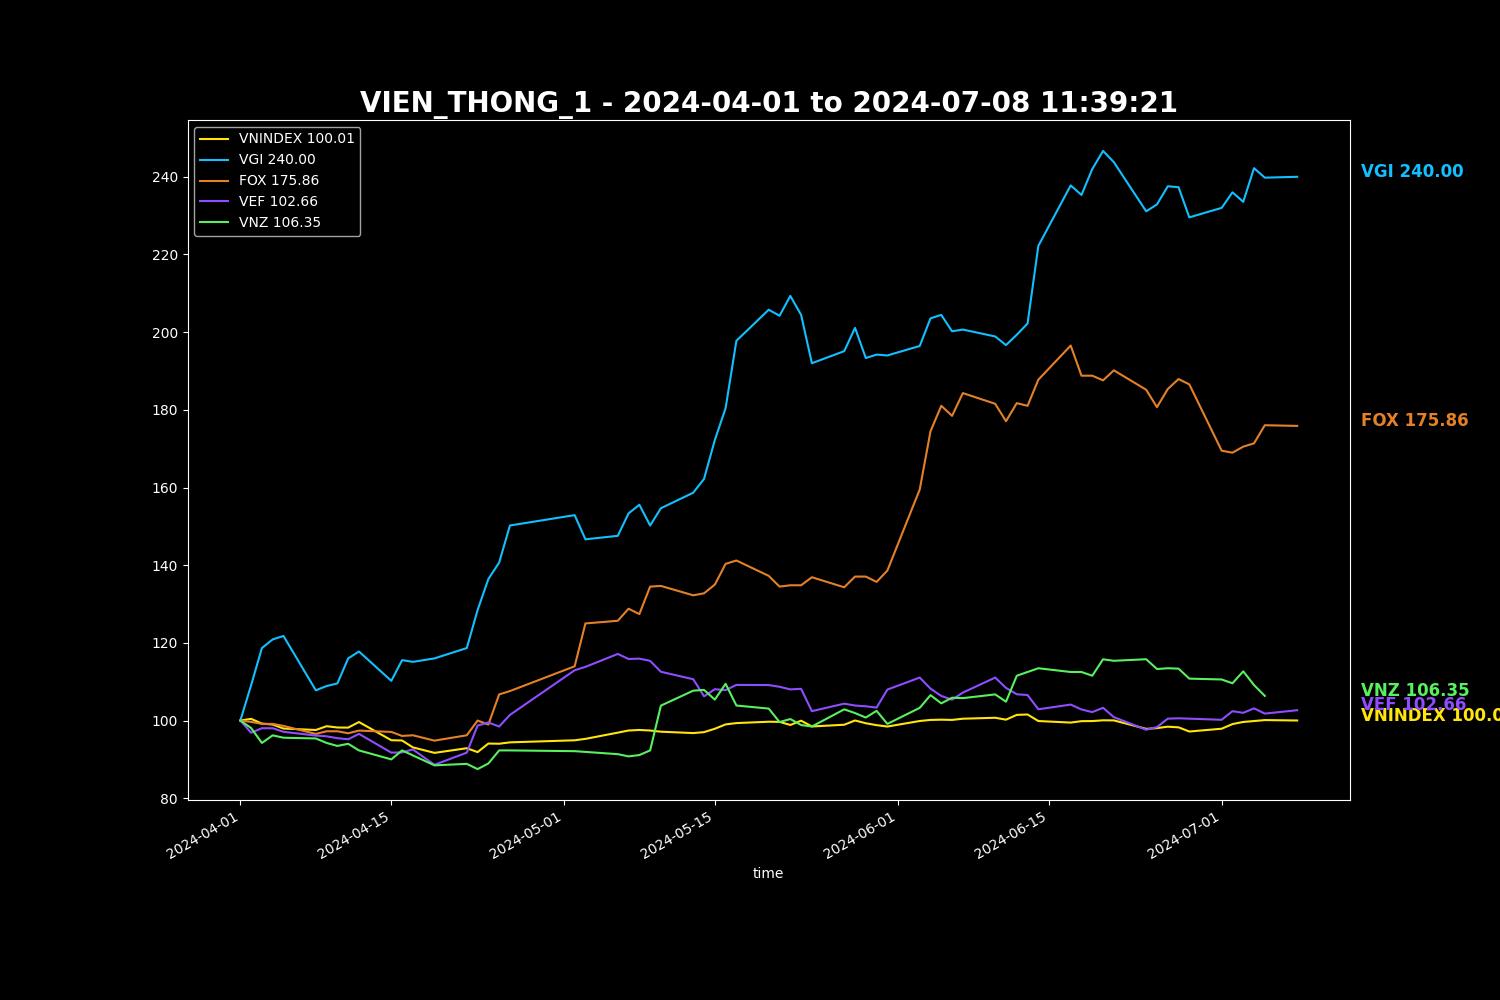 VIEN_THONG_1 - 2024-04-01 to 2024-07-08 11:39:21
VNINDEX 100.01
VGI 240.00
FOX 175.86
VEF 102.66
VNZ 106.35
240
220
200
180
160
140
120
100
80
VGI 240.00
FOX 175.86
VNZ 106.35
VEF 102.66
VNINDEX 100.0
2024-04-01
2024-04-15
2024-05-01
2024-05-15
2024-06-01
2024-06-15
2024-07-01
time